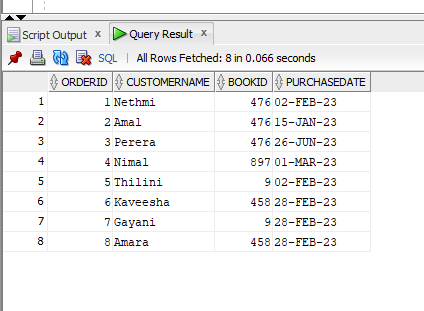 Script Output x Query Result x
SQL | All Rows Fetched: 8 in 0.066 seconds
ORDERID CUSTOMERNAME BOOKID PURCHASEDATE
1 1 Nethmi 476 02-FEB-23
2 2 Amal 476 15-JAN-23
3 3 Perera 476 26-JUN-23
4 4 Nimal 897 01-MAR-23
5 5 Thilini 9 02-FEB-23
6 6 Kaveesha 458 28-FEB-23
7 7 Gayani 9 28-FEB-23
8 8 Amara 458 28-FEB-23